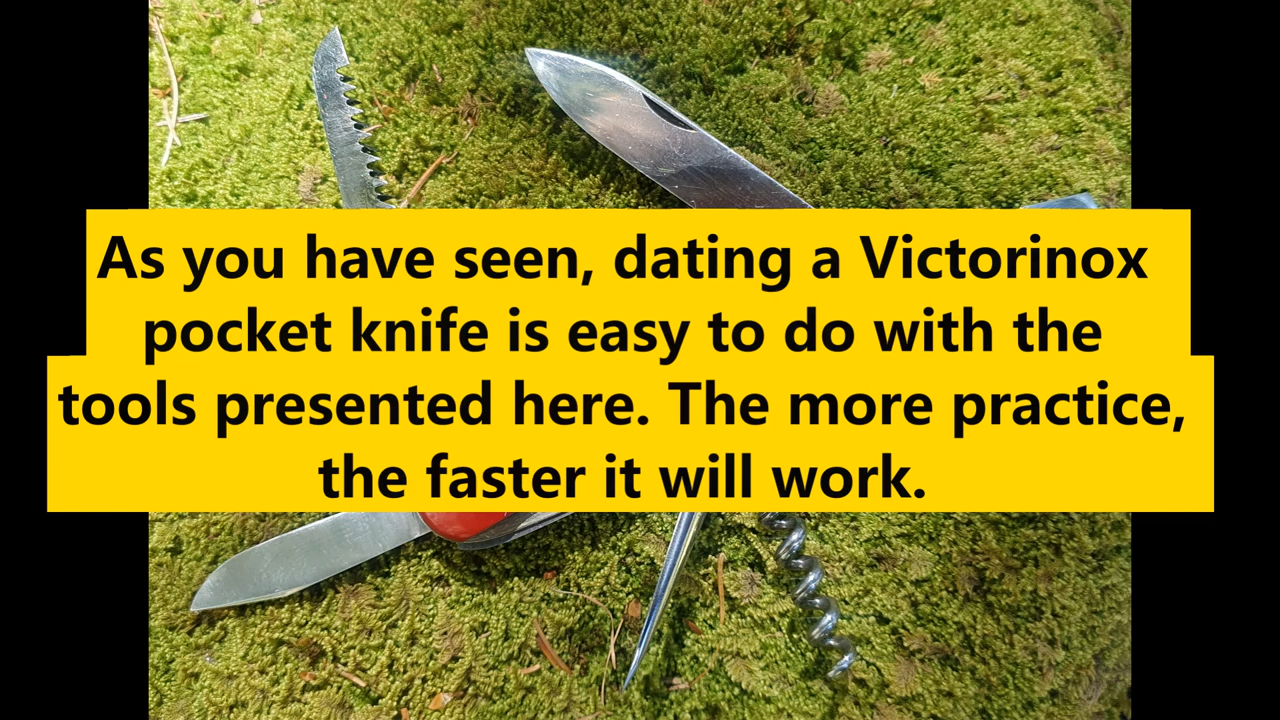 As you have seen, dating a Victorinox
pocket knife is easy to do with the
tools presented here. The more practice,
the faster it will work.